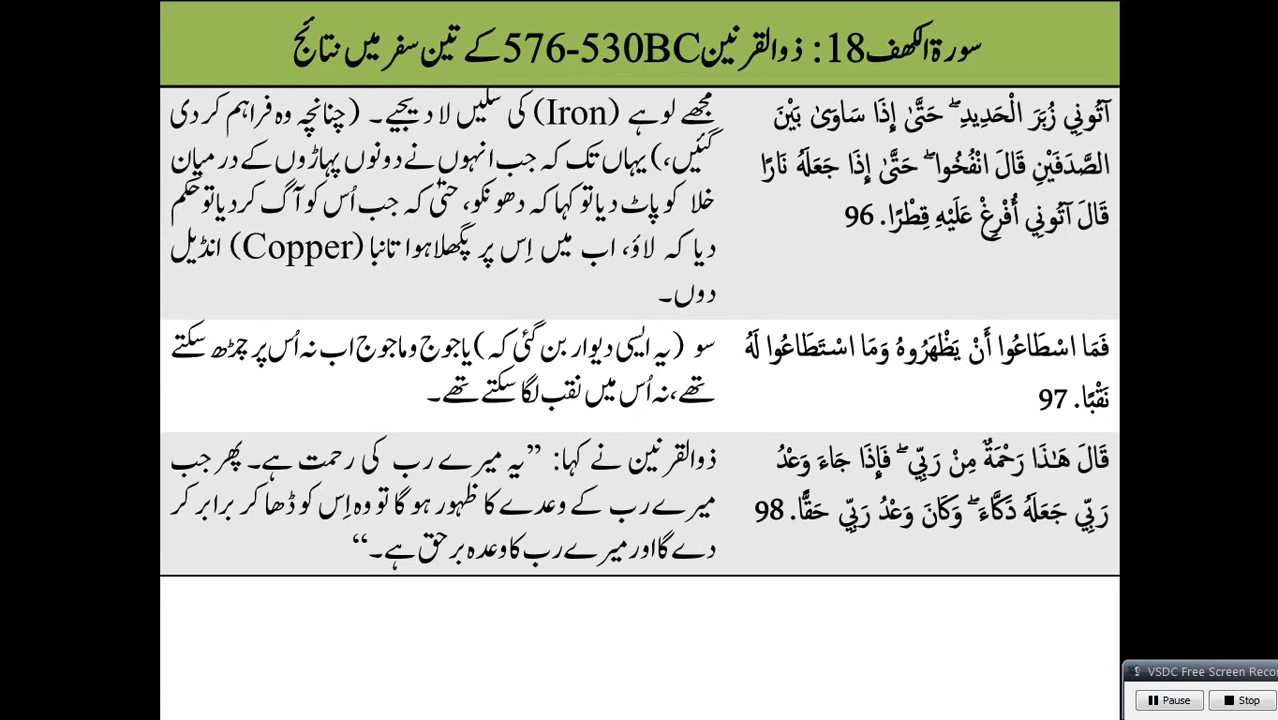 سورۃ الکھف18: ذوالقرنین576-530BC کے تین سفر میں نتائج
آتُونِي زُبَرَ الْحَدِيدِ ۖ حَتَّىٰ إِذَا سَاوَىٰ بَيْنَ
الصَّدَفَيْنِ قَالَ انْفُخُوا ۖ حَتَّىٰ إِذَا جَعَلَهُ نَارًا
قَالَ آتُونِي أُفْرِغْ عَلَيْهِ قِطْرًا. 96
مجھے لوہے (Iron) کی سلیں لا دیجیے۔ (چنانچہ وہ فراہم کر دی
گئیں،) یہاں تک کہ جب انہوں نے دونوں پہاڑوں کے درمیان
خلا کو پاٹ دیا تو کہا کہ دھونکو، حتیٰ کہ جب اُس کو آگ کر دیا تو حکم
دیا کہ لاؤ، اب میں اِس پر پگھلا ہوا تانبا (Copper) انڈیل
دوں۔
فَمَا اسْطَاعُوا أَنْ يَظْهَرُوهُ وَمَا اسْتَطَاعُوا لَهُ
نَقْبًا. 97
سو (یہ ایسی دیوار بن گئی کہ) یاجوج و ماجوج اب نہ اُس پر چڑھ سکتے
تھے، نہ اُس میں نقب لگا سکتے تھے۔
قَالَ هَـٰذَا رَحْمَةٌ مِنْ رَبِّي ۖ فَإِذَا جَاءَ وَعْدُ
رَبِّي جَعَلَهُ دَكَّاءَ ۖ وَكَانَ وَعْدُ رَبِّي حَقًّا. 98
ذوالقرنین نے کہا: ”یہ میرے رب کی رحمت ہے۔ پھر جب
میرے رب کے وعدے کا ظہور ہو گا تو وہ اِس کو ڈھا کر برابر کر
دے گا اور میرے رب کا وعدہ برحق ہے۔“
VSDC Free Screen Recor
Pause
Stop